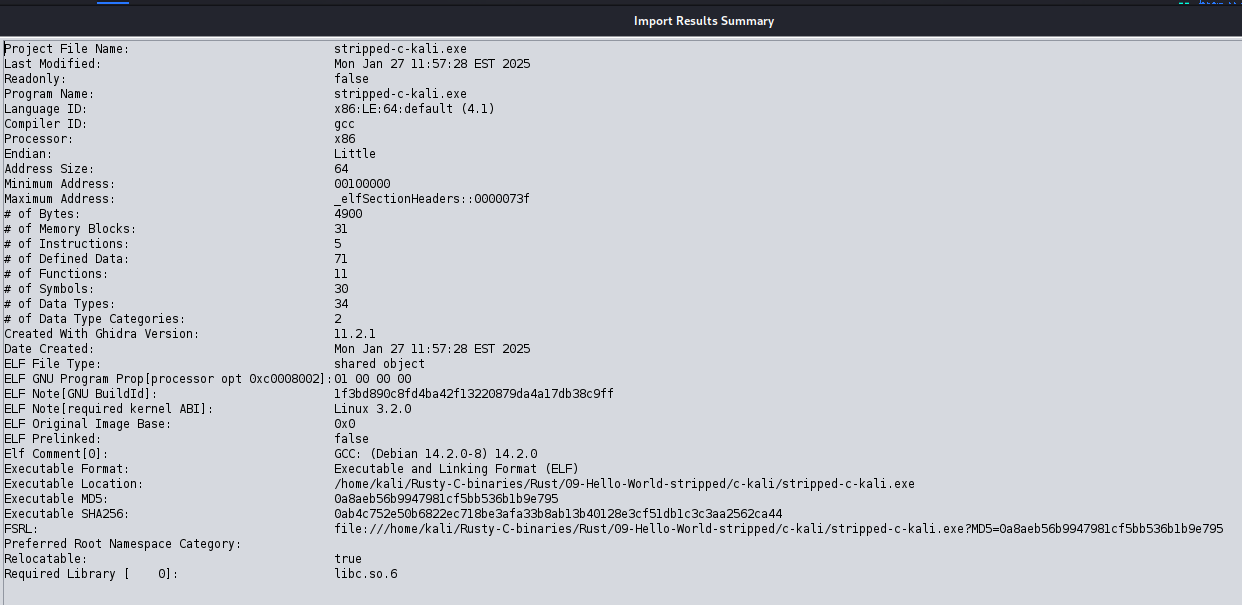 Import Results Summary
Project File Name: stripped-c-kali.exe
Last Modified: Mon Jan 27 11:57:28 EST 2025
Readonly: false
Program Name: stripped-c-kali.exe
Language ID: x86:LE:64:default (4.1)
Compiler ID: gcc
Processor: x86
Endian: Little
Address Size: 64
Minimum Address: 00100000
Maximum Address: _elfSectionHeaders::0000073f
# of Bytes: 4900
# of Memory Blocks: 31
# of Instructions: 5
# of Defined Data: 71
# of Functions: 11
# of Symbols: 30
# of Data Types: 34
# of Data Type Categories: 2
Created With Ghidra Version: 11.2.1
Date Created: Mon Jan 27 11:57:28 EST 2025
ELF File Type: shared object
ELF GNU Program Prop[processor opt 0xc0008002]: 01 00 00 00
ELF Note[GNU BuildId]: 1f3bd890c8fd4ba42f13220879da4a17db38c9ff
ELF Note[required kernel ABI]: Linux 3.2.0
ELF Original Image Base: 0x0
ELF Prelinked: false
Elf Comment[0]: GCC: (Debian 14.2.0-8) 14.2.0
Executable Format: Executable and Linking Format (ELF)
Executable Location: /home/kali/Rusty-C-binaries/Rust/09-Hello-World-stripped/c-kali/stripped-c-kali.exe
Executable MD5: 0a8aeb56b9947981cf5bb536b1b9e795
Executable SHA256: 0ab4c752e50b6822ec718be3afa33b8ab13b40128e3cf51db1c3c3aa2562ca44
FSRL: file:///home/kali/Rusty-C-binaries/Rust/09-Hello-World-stripped/c-kali/stripped-c-kali.exe?MD5=0a8aeb56b9947981cf5bb536b1b9e795
Preferred Root Namespace Category:
Relocatable: true
Required Library [    0]: libc.so.6